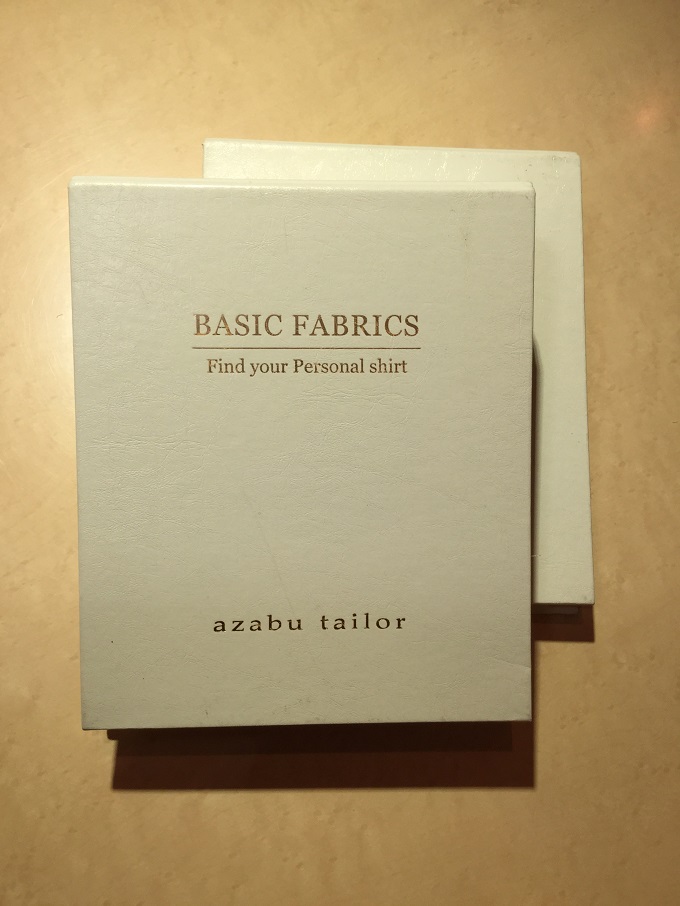 BASIC FABRICS
Find your Personal shirt
azabu tailor